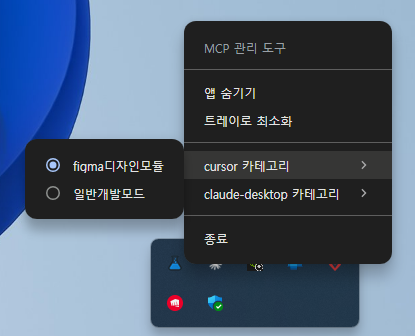 MCP 관리 도구
앱 숨기기
트레이로 최소화
cursor 카테고리
claude-desktop 카테고리
종료
figma디자인모듈
일반개발모드